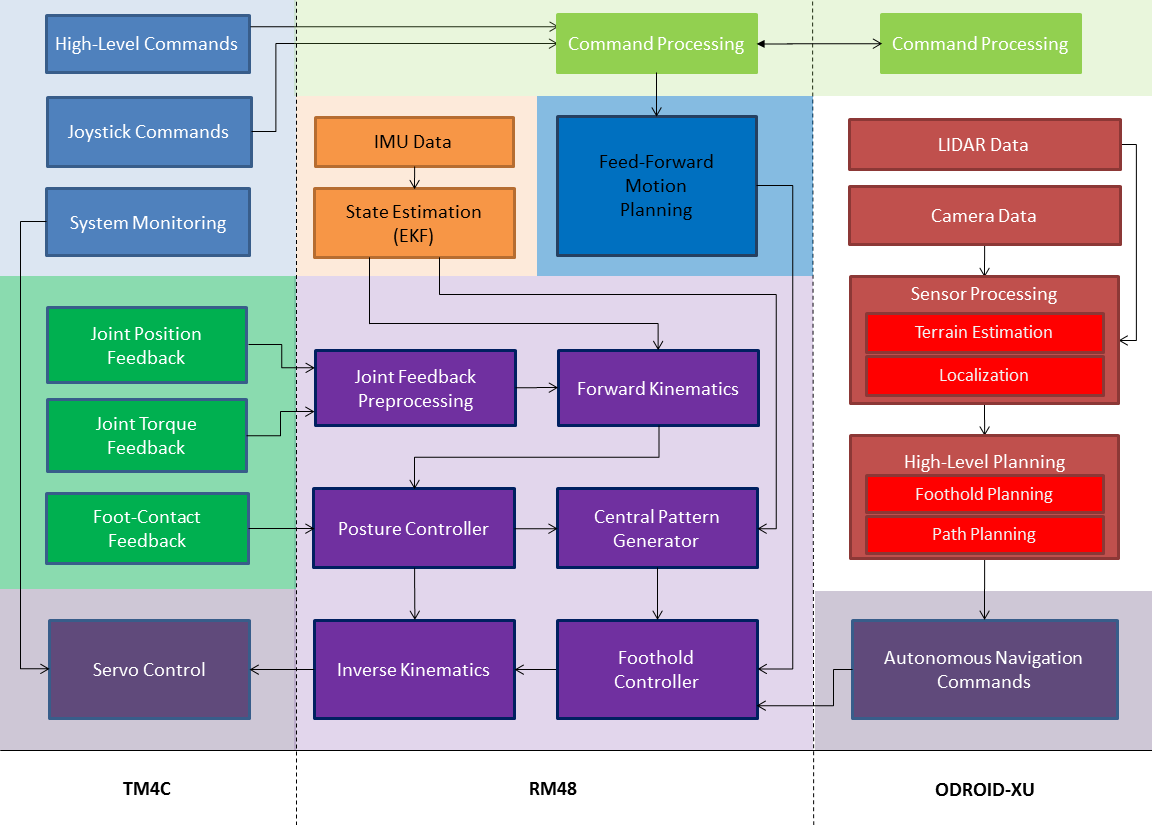 High-Level Commands
Command Processing
Command Processing
Joystick Commands
IMU Data
Feed-Forward
Motion
Planning
LIDAR Data
System Monitoring
State Estimation
(EKF)
Camera Data
Sensor Processing
Terrain Estimation
Localization
Joint Position
Feedback
Joint Feedback
Preprocessing
Forward Kinematics
Joint Torque
Feedback
High-Level Planning
Foothold Planning
Path Planning
Foot-Contact
Feedback
Posture Controller
Central Pattern
Generator
Servo Control
Inverse Kinematics
Foothold
Controller
Autonomous Navigation
Commands
TM4C
RM48
ODROID-XU